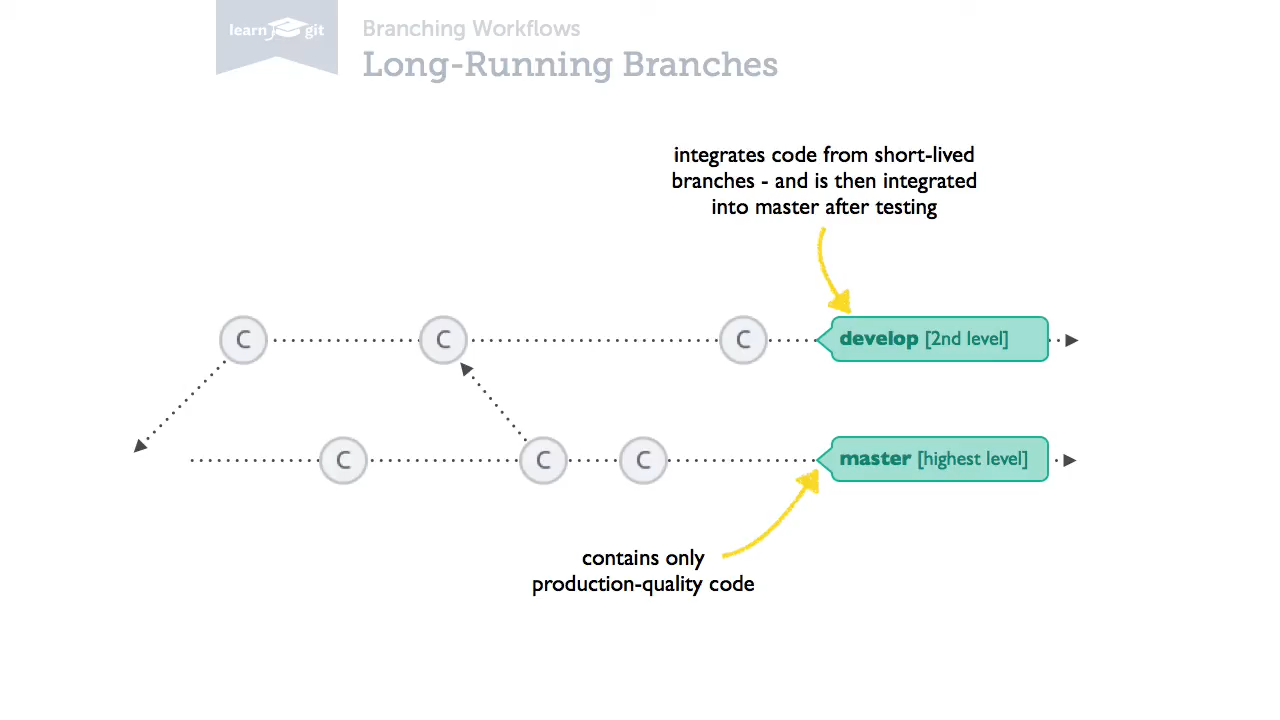 learn git
Branching Workflows
Long-Running Branches
integrates code from short-lived
branches - and is then integrated
into master after testing
C
C
C
develop [2nd level]
C
C
C
master [highest level]
contains only
production-quality code